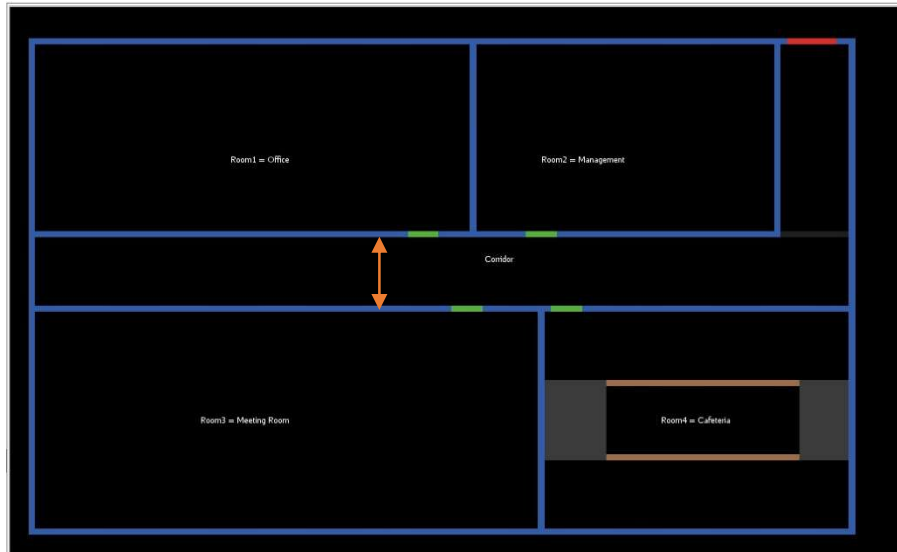 Room1 = Office
Room2 = Management
Corridor
Room3 = Meeting Room
Room4 = Cafeteria